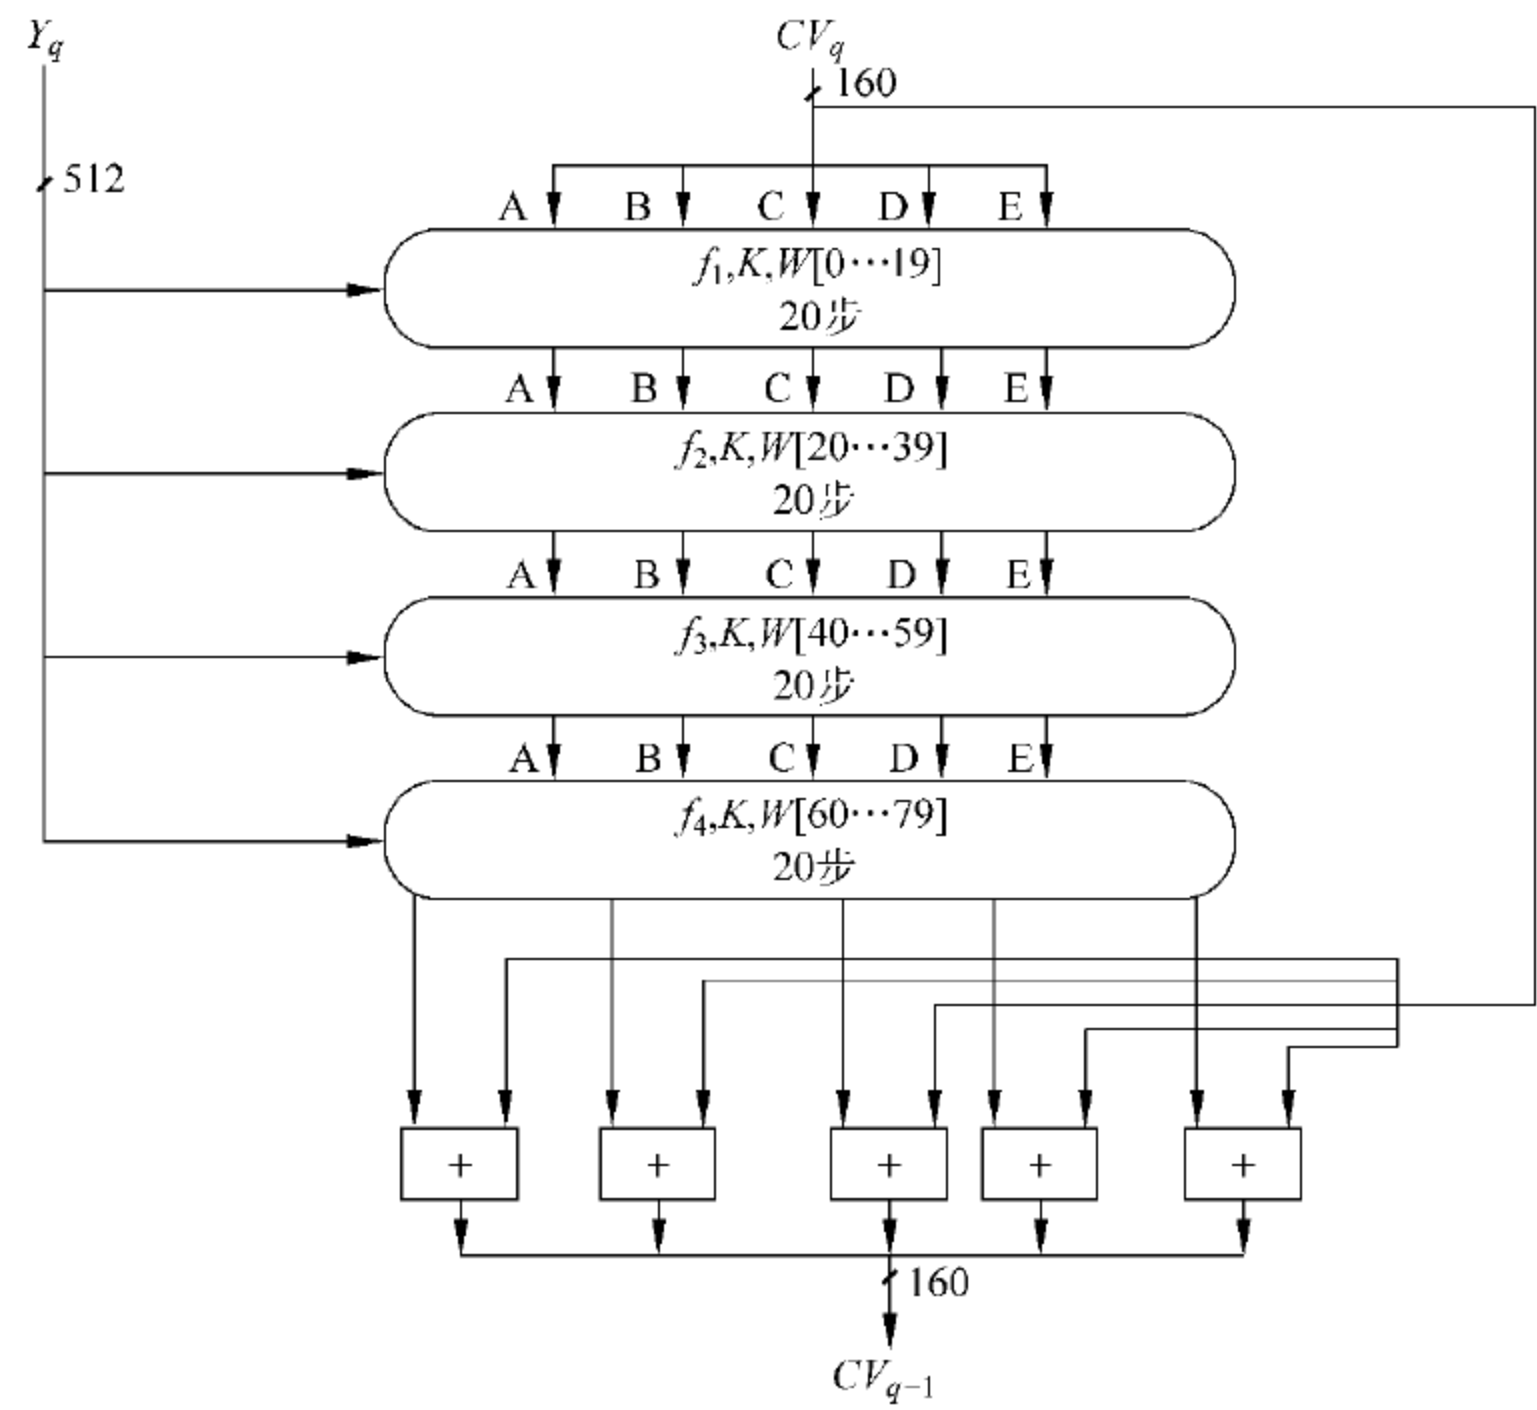 Yq CVq
160
512
A B C D E
f1,K,W[0···19]
20步
A B C D E
f2,K,W[20···39]
20步
A B C D E
f3,K,W[40···59]
20步
A B C D E
f4,K,W[60···79]
20步
+ + + + +
160
CVq−1